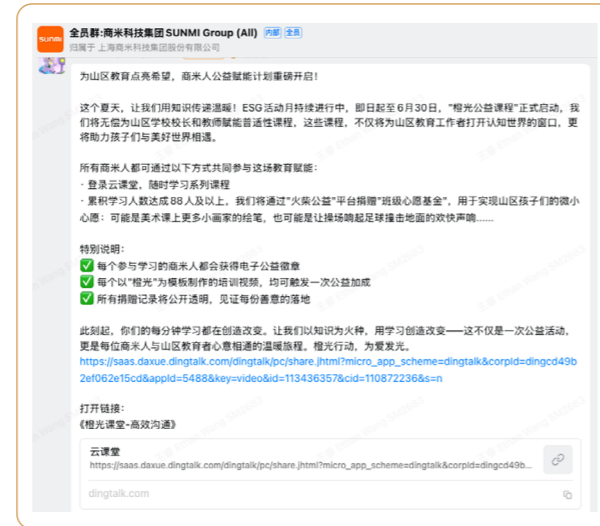 SUNMI
全员群:商米科技集团 SUNMI Group (All) 内部 全员
归属于 上海商米科技集团股份有限公司
为山区教育点亮希望，商米人公益赋能计划重磅开启！
这个夏天，让我们用知识传递温暖！ESG活动月持续进行中，即日起至6月30日，"橙光公益课程"正式启动，我
们将无偿为山区学校校长和教师赋能普适性课程，这些课程，不仅将为山区教育工作者打开认知世界的窗口，更
将助力孩子们与美好世界相遇。
所有商米人都可通过以下方式共同参与这场教育赋能：
· 登录云课堂，随时学习系列课程
· 累积学习人数达成88人及以上，我们将通过"火柴公益"平台捐赠"班级心愿基金"，用于实现山区孩子们的微小
心愿：可能是美术课上更多小画家的绘笔，也可能是让操场响起足球撞击地面的欢快声响......
特别说明：
✅ 每个参与学习的商米人都会获得电子公益徽章
✅ 每个以"橙光"为模板制作的培训视频，均可触发一次公益加成
✅ 所有捐赠记录将公开透明，见证每份善意的落地
此刻起，你们的每分钟学习都在创造改变。让我们以知识为火种，用学习创造改变——这不仅是一次公益活动，
更是每位商米人与山区教育者心意相通的温暖旅程。橙光行动，为爱发光。
https://saas.daxue.dingtalk.com/dingtalk/pc/share.jhtml?micro_app_scheme=dingtalk&corpId=dingcd49b
2ef062e15cd&appId=5488&key=video&id=113436357&cid=110872236&s=n
打开链接：
《橙光课堂-高效沟通》
云课堂
https://saas.daxue.dingtalk.com/dingtalk/pc/share.jhtml?micro_app_scheme=dingtalk&corpId=dingcd49b...
dingtalk.com